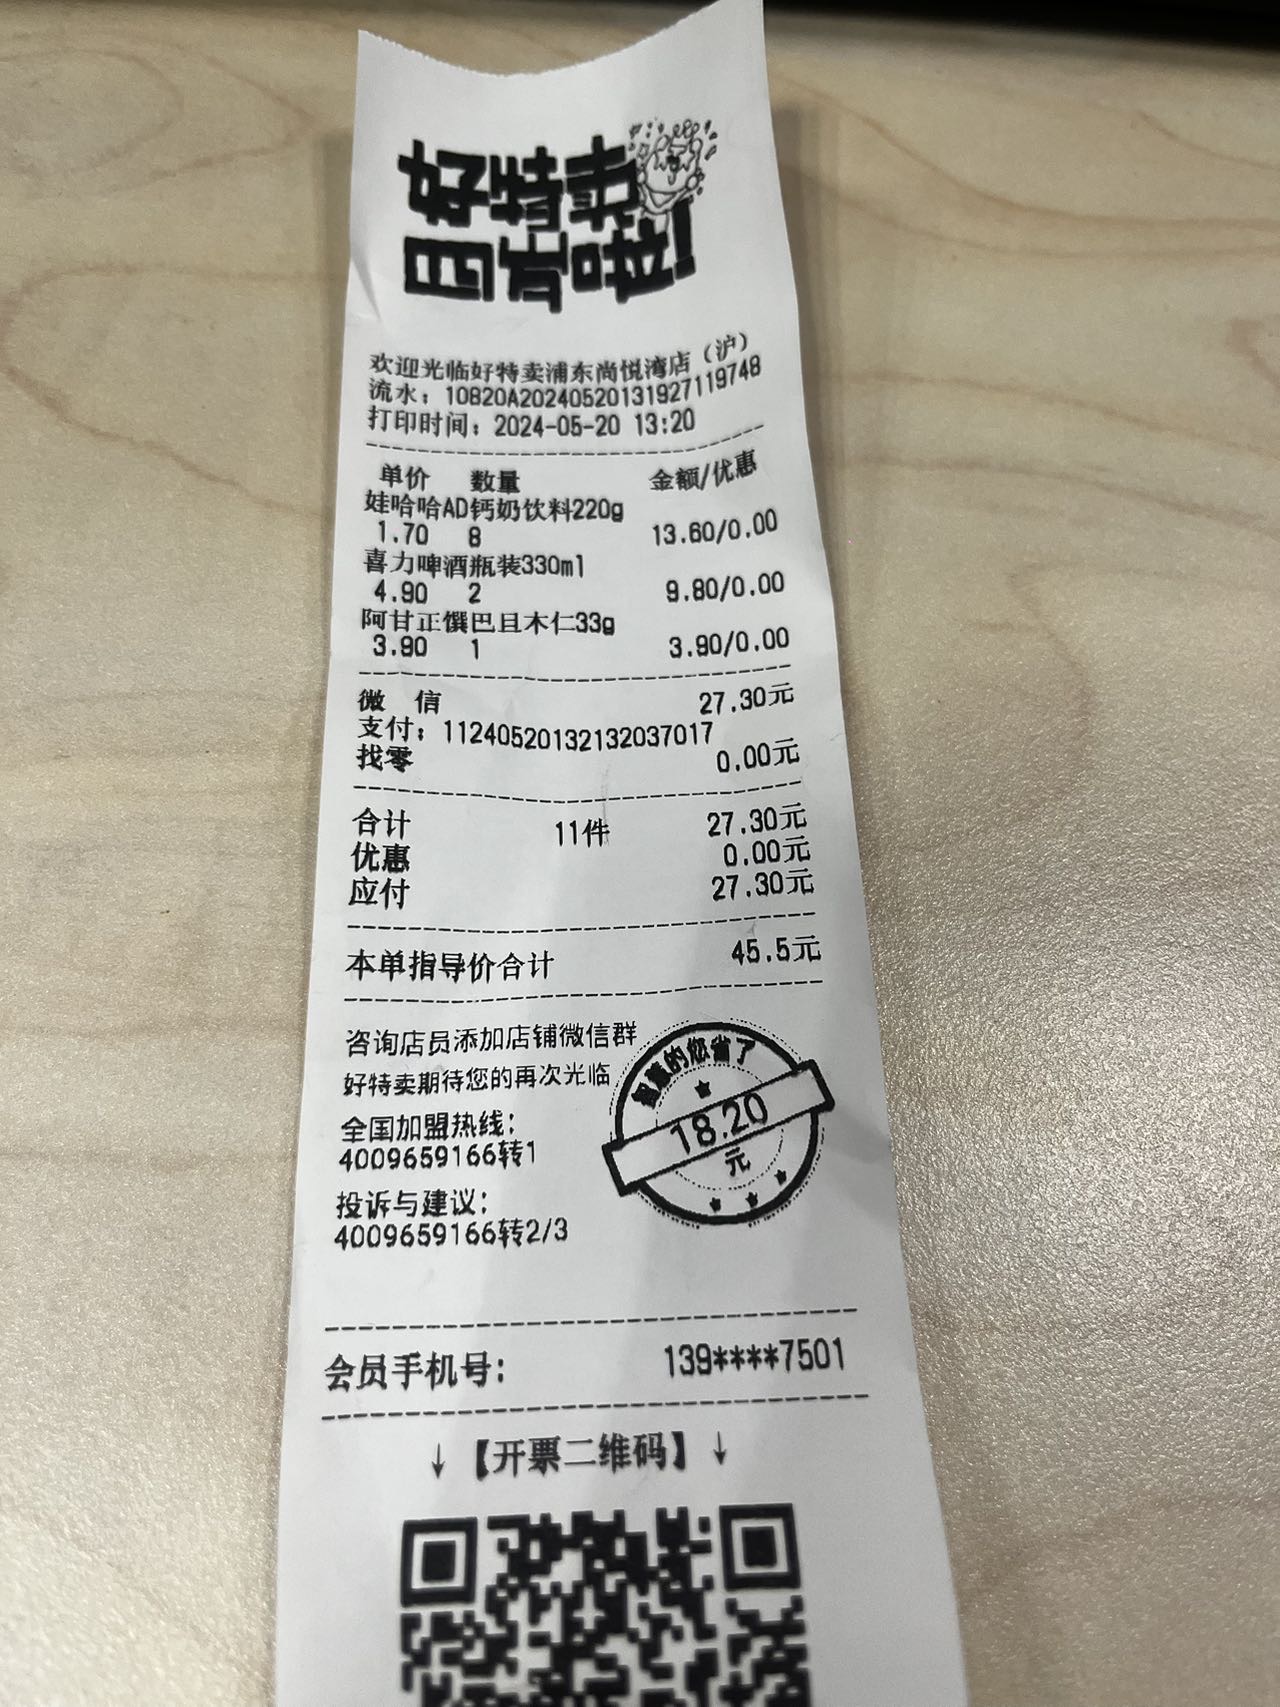 好特卖
目正哇！
欢迎光临好特卖浦东尚悦湾店（沪）
流水：10820A20240520131927119748
打印时间：2024-05-20 13:20
单价 数量 金额/优惠
娃哈哈AD钙奶饮料220g
1.70 8 13.60/0.00
喜力啤酒瓶装330ml
4.90 2 9.80/0.00
阿甘正馔巴旦木仁33g
3.90 1 3.90/0.00
微 信 27.30元
支付：11240520132132037017
找零 0.00元
合计 11件 27.30元
优惠 0.00元
应付 27.30元
本单指导价合计 45.5元
咨询店员添加店铺微信群
好特卖期待您的再次光临
全国加盟热线：
4009659166转1
投诉与建议：
4009659166转2/3
的您省了
18.20
元
会员手机号： 139****7501
↓【开票二维码】↓